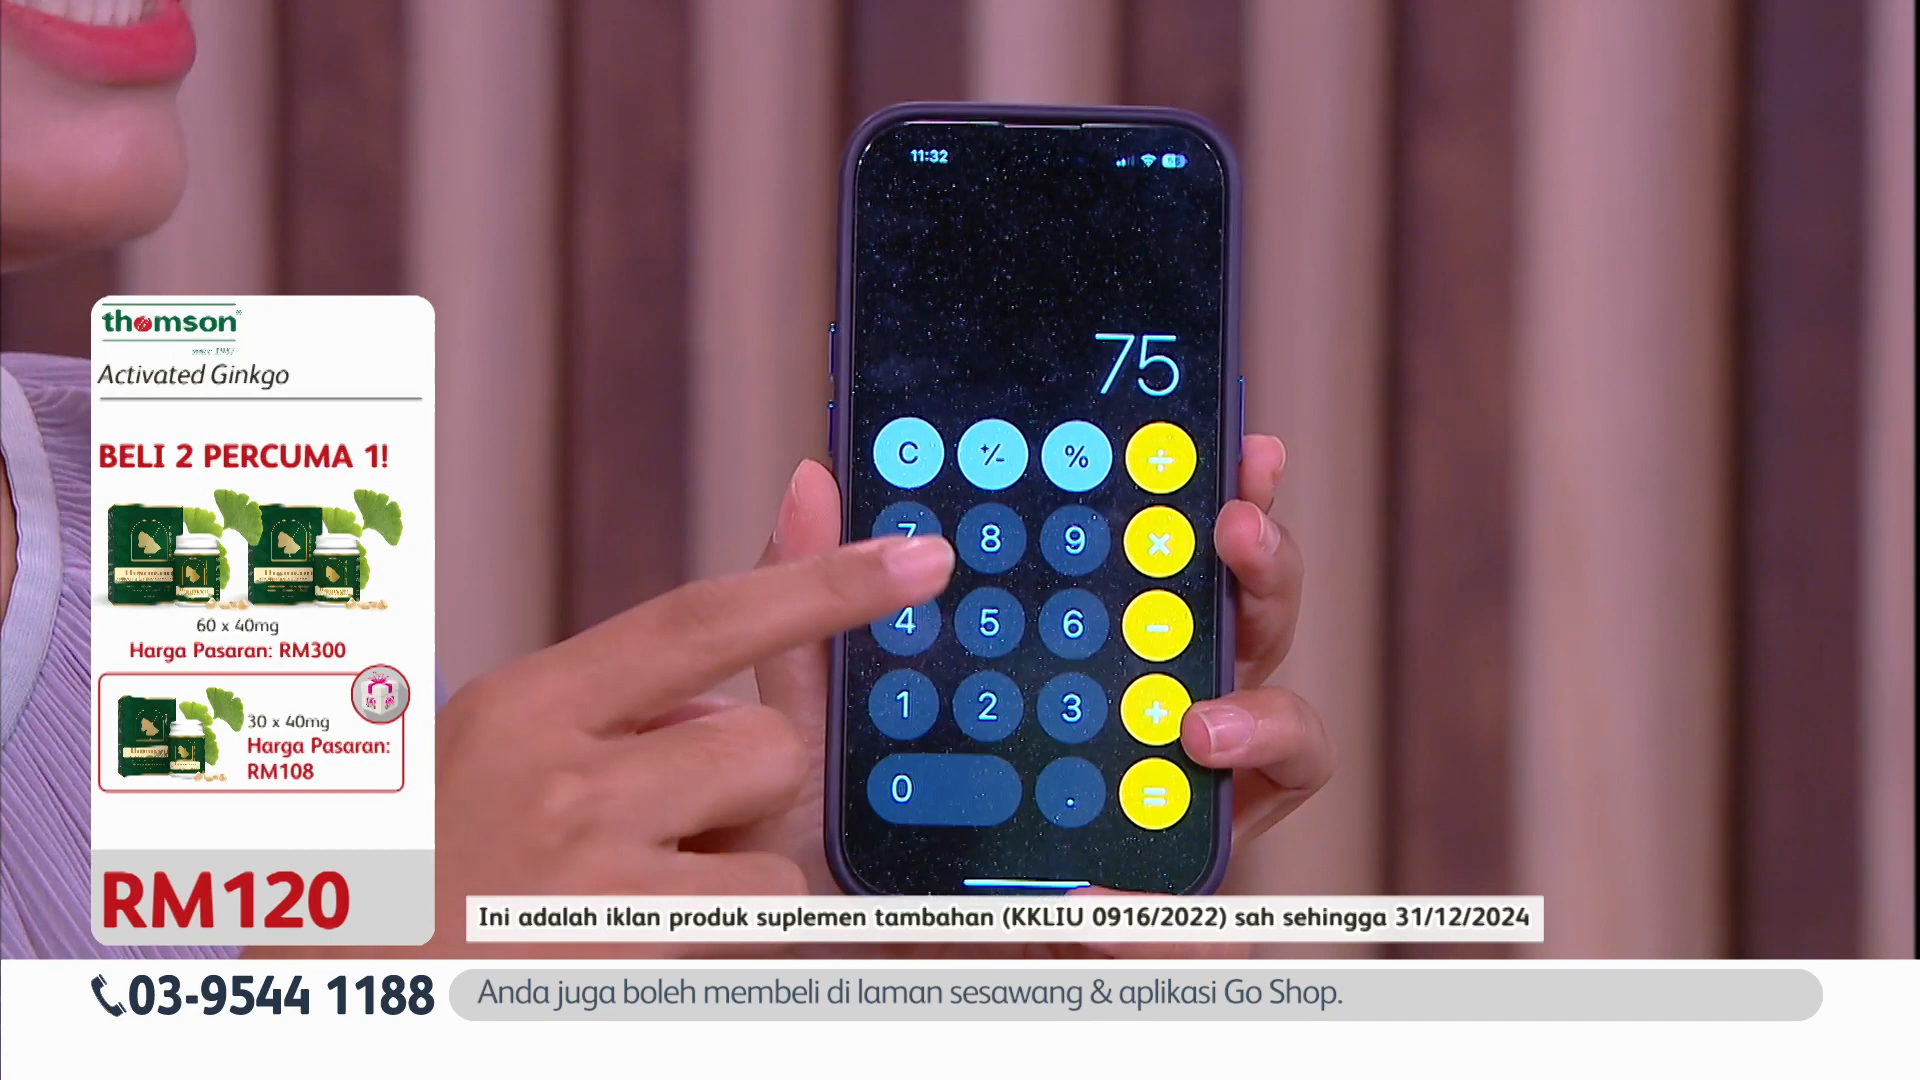 11:32
75
C +/- % ÷
7 8 9 ×
4 5 6 −
1 2 3 +
0 . =
thomson®
since 1987
Activated Ginkgo
BELI 2 PERCUMA 1!
60 x 40mg
Harga Pasaran: RM300
30 x 40mg
Harga Pasaran:
RM108
RM120
Ini adalah iklan produk suplemen tambahan (KKLIU 0916/2022) sah sehingga 31/12/2024
03-9544 1188
Anda juga boleh membeli di laman sesawang & aplikasi Go Shop.